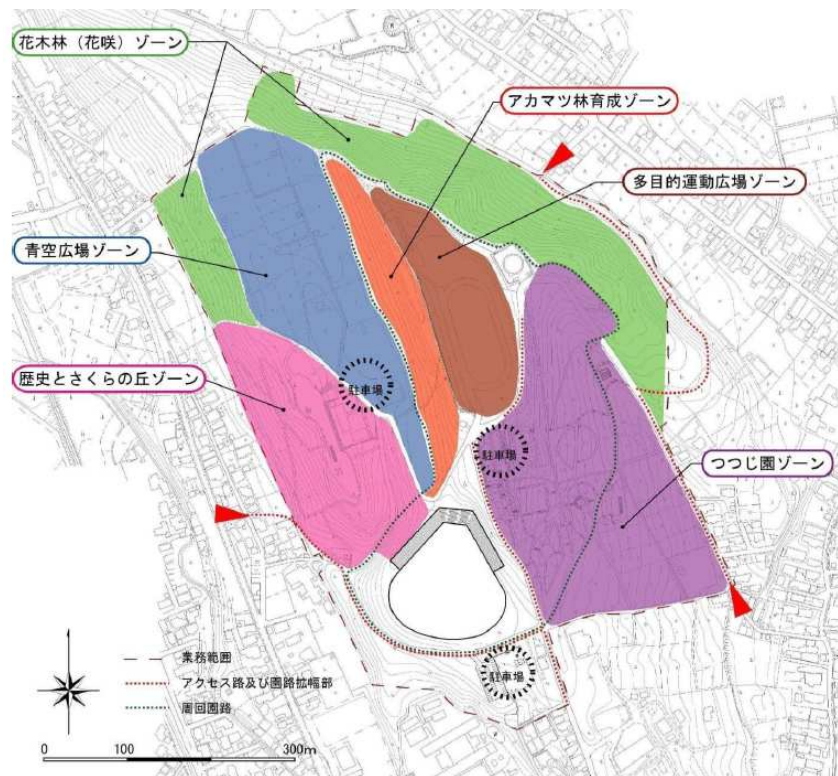 花木林（花咲）ゾーン
アカマツ林育成ゾーン
多目的運動広場ゾーン
青空広場ゾーン
歴史とさくらの丘ゾーン
駐車場
駐車場
つつじ園ゾーン
駐車場
業務範囲
アクセス路及び園路拡幅部
周回園路
0 100 300m